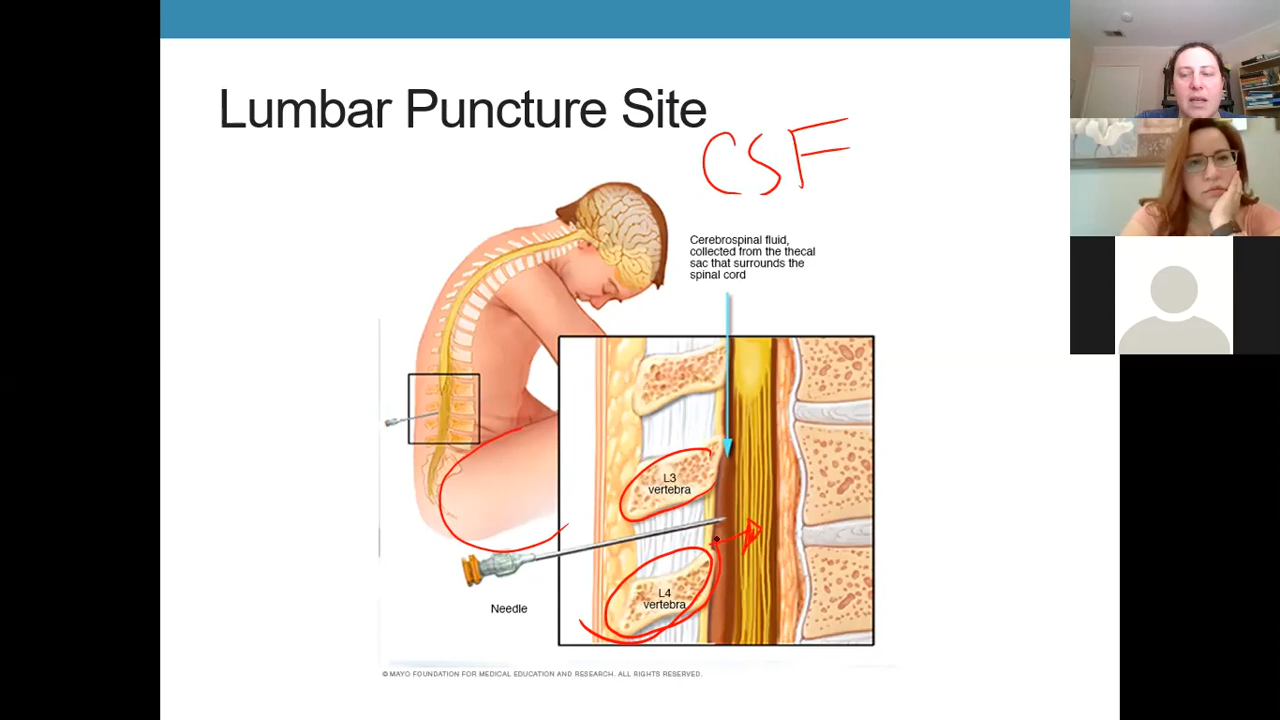 Lumbar Puncture Site
CSF
Cerebrospinal fluid,
collected from the thecal
sac that surrounds the
spinal cord
L3
vertebra
L4
vertebra
Needle
© MAYO FOUNDATION FOR MEDICAL EDUCATION AND RESEARCH. ALL RIGHTS RESERVED.